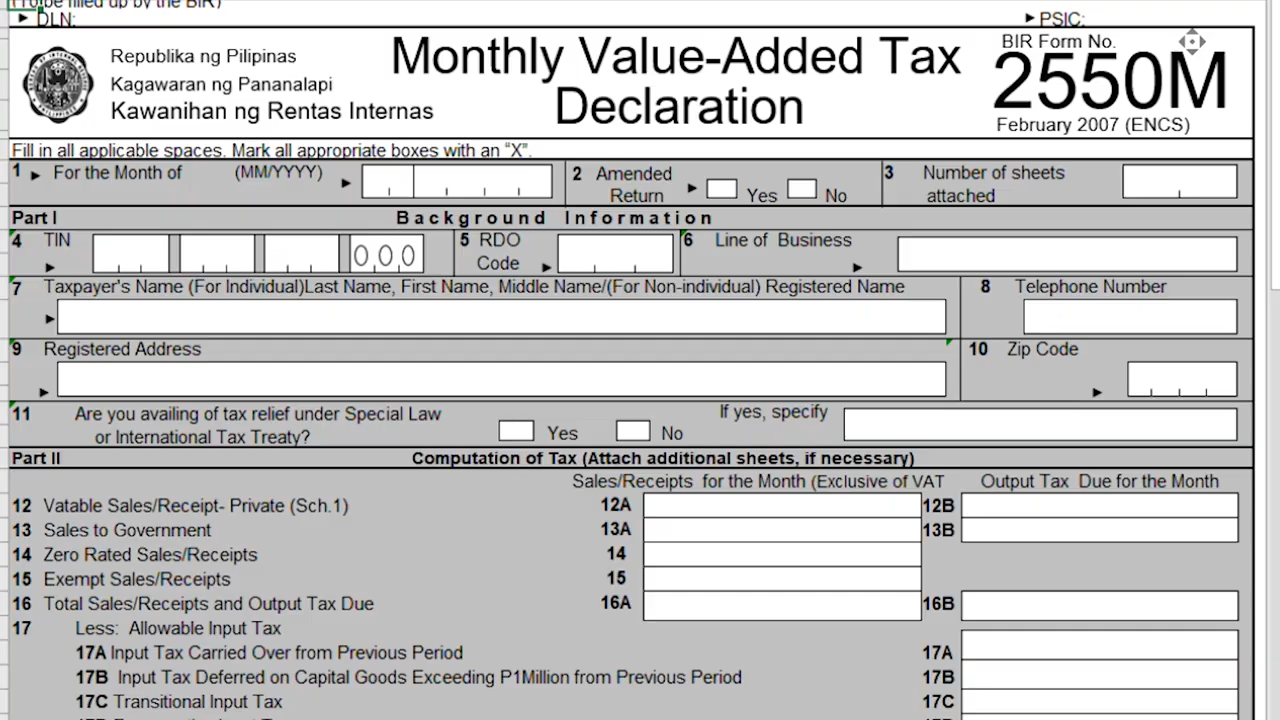 (To be filled up by the BIR)
DLN: PSIC:
Republika ng Pilipinas
Kagawaran ng Pananalapi
Kawanihan ng Rentas Internas
Monthly Value-Added Tax
Declaration
BIR Form No.
2550M
February 2007 (ENCS)
Fill in all applicable spaces. Mark all appropriate boxes with an “X”.
1 For the Month of (MM/YYYY)
2 Amended
Return Yes No
3 Number of sheets
attached
Part I Background Information
4 TIN 000
5 RDO
Code
6 Line of Business
7 Taxpayer's Name (For Individual)Last Name, First Name, Middle Name/(For Non-individual) Registered Name
8 Telephone Number
9 Registered Address
10 Zip Code
11 Are you availing of tax relief under Special Law
or International Tax Treaty? Yes No
If yes, specify
Part II Computation of Tax (Attach additional sheets, if necessary)
Sales/Receipts for the Month (Exclusive of VAT Output Tax Due for the Month
12 Vatable Sales/Receipt- Private (Sch.1) 12A 12B
13 Sales to Government 13A 13B
14 Zero Rated Sales/Receipts 14
15 Exempt Sales/Receipts 15
16 Total Sales/Receipts and Output Tax Due 16A 16B
17 Less: Allowable Input Tax
17A Input Tax Carried Over from Previous Period 17A
17B Input Tax Deferred on Capital Goods Exceeding P1Million from Previous Period 17B
17C Transitional Input Tax 17C